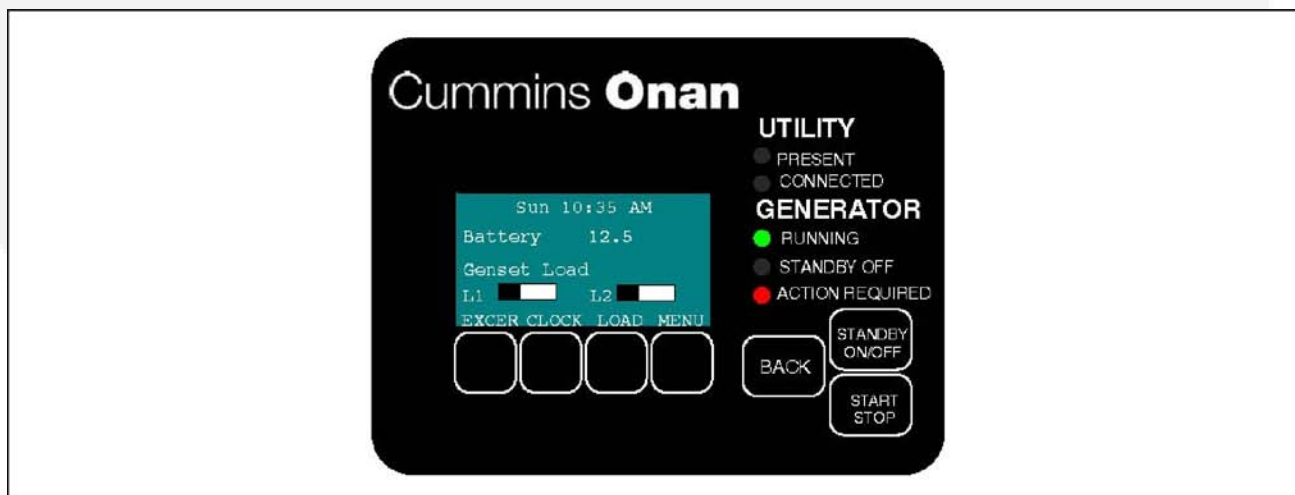 Cummins Onan
UTILITY
PRESENT
CONNECTED
GENERATOR
RUNNING
STANDBY OFF
ACTION REQUIRED
Sun 10:35 AM
Battery 12.5
Genset Load
L1 L2
EXCER CLOCK LOAD MENU
BACK
STANDBY
ON/OFF
START
STOP